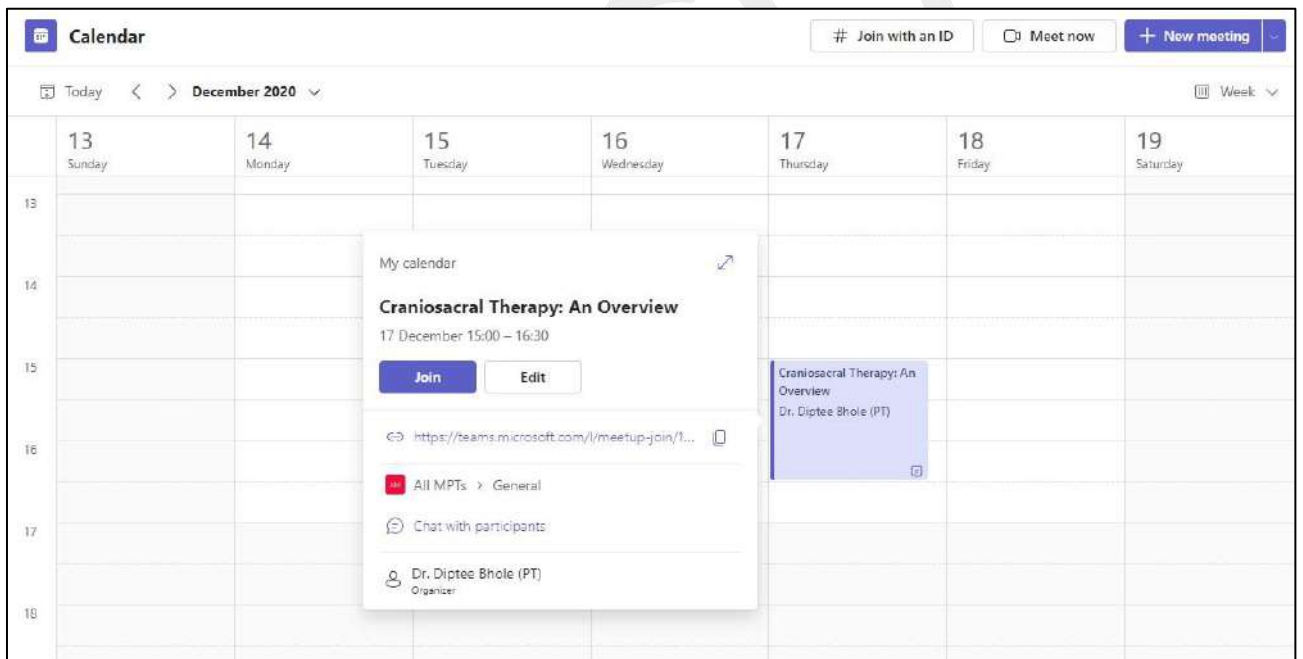 Calendar
# Join with an ID
Meet now
+ New meeting
Today
December 2020
Week
13 Sunday
14 Monday
15 Tuesday
16 Wednesday
17 Thursday
18 Friday
19 Saturday
13
14
15
16
17
18
My calendar
Craniosacral Therapy: An Overview
17 December 15:00 – 16:30
Join
Edit
https://teams.microsoft.com/l/meetup-join/1...
All MPTs > General
Chat with participants
Dr. Diptee Bhole (PT)
Organizer
Craniosacral Therapy: An
Overview
Dr. Diptee Bhole (PT)